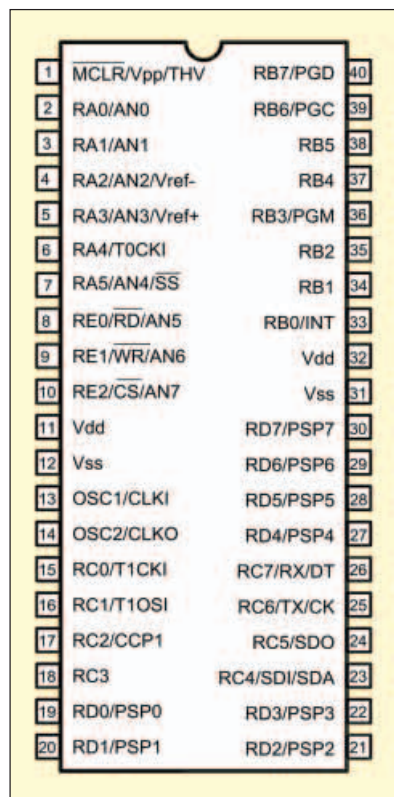 1 MCLR/Vpp/THV RB7/PGD 40
2 RA0/AN0 RB6/PGC 39
3 RA1/AN1 RB5 38
4 RA2/AN2/Vref- RB4 37
5 RA3/AN3/Vref+ RB3/PGM 36
6 RA4/T0CKI RB2 35
7 RA5/AN4/SS RB1 34
8 RE0/RD/AN5 RB0/INT 33
9 RE1/WR/AN6 Vdd 32
10 RE2/CS/AN7 Vss 31
11 Vdd RD7/PSP7 30
12 Vss RD6/PSP6 29
13 OSC1/CLKI RD5/PSP5 28
14 OSC2/CLKO RD4/PSP4 27
15 RC0/T1CKI RC7/RX/DT 26
16 RC1/T1OSI RC6/TX/CK 25
17 RC2/CCP1 RC5/SDO 24
18 RC3 RC4/SDI/SDA 23
19 RD0/PSP0 RD3/PSP3 22
20 RD1/PSP1 RD2/PSP2 21